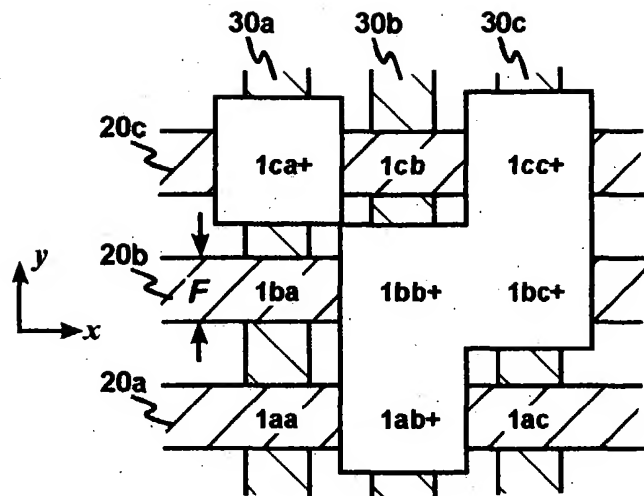 30a 30b 30c
20c 1ca+ 1cb 1cc+
y 20b F 1ba 1bb+ 1bc+
x
20a 1aa 1ab+ 1ac